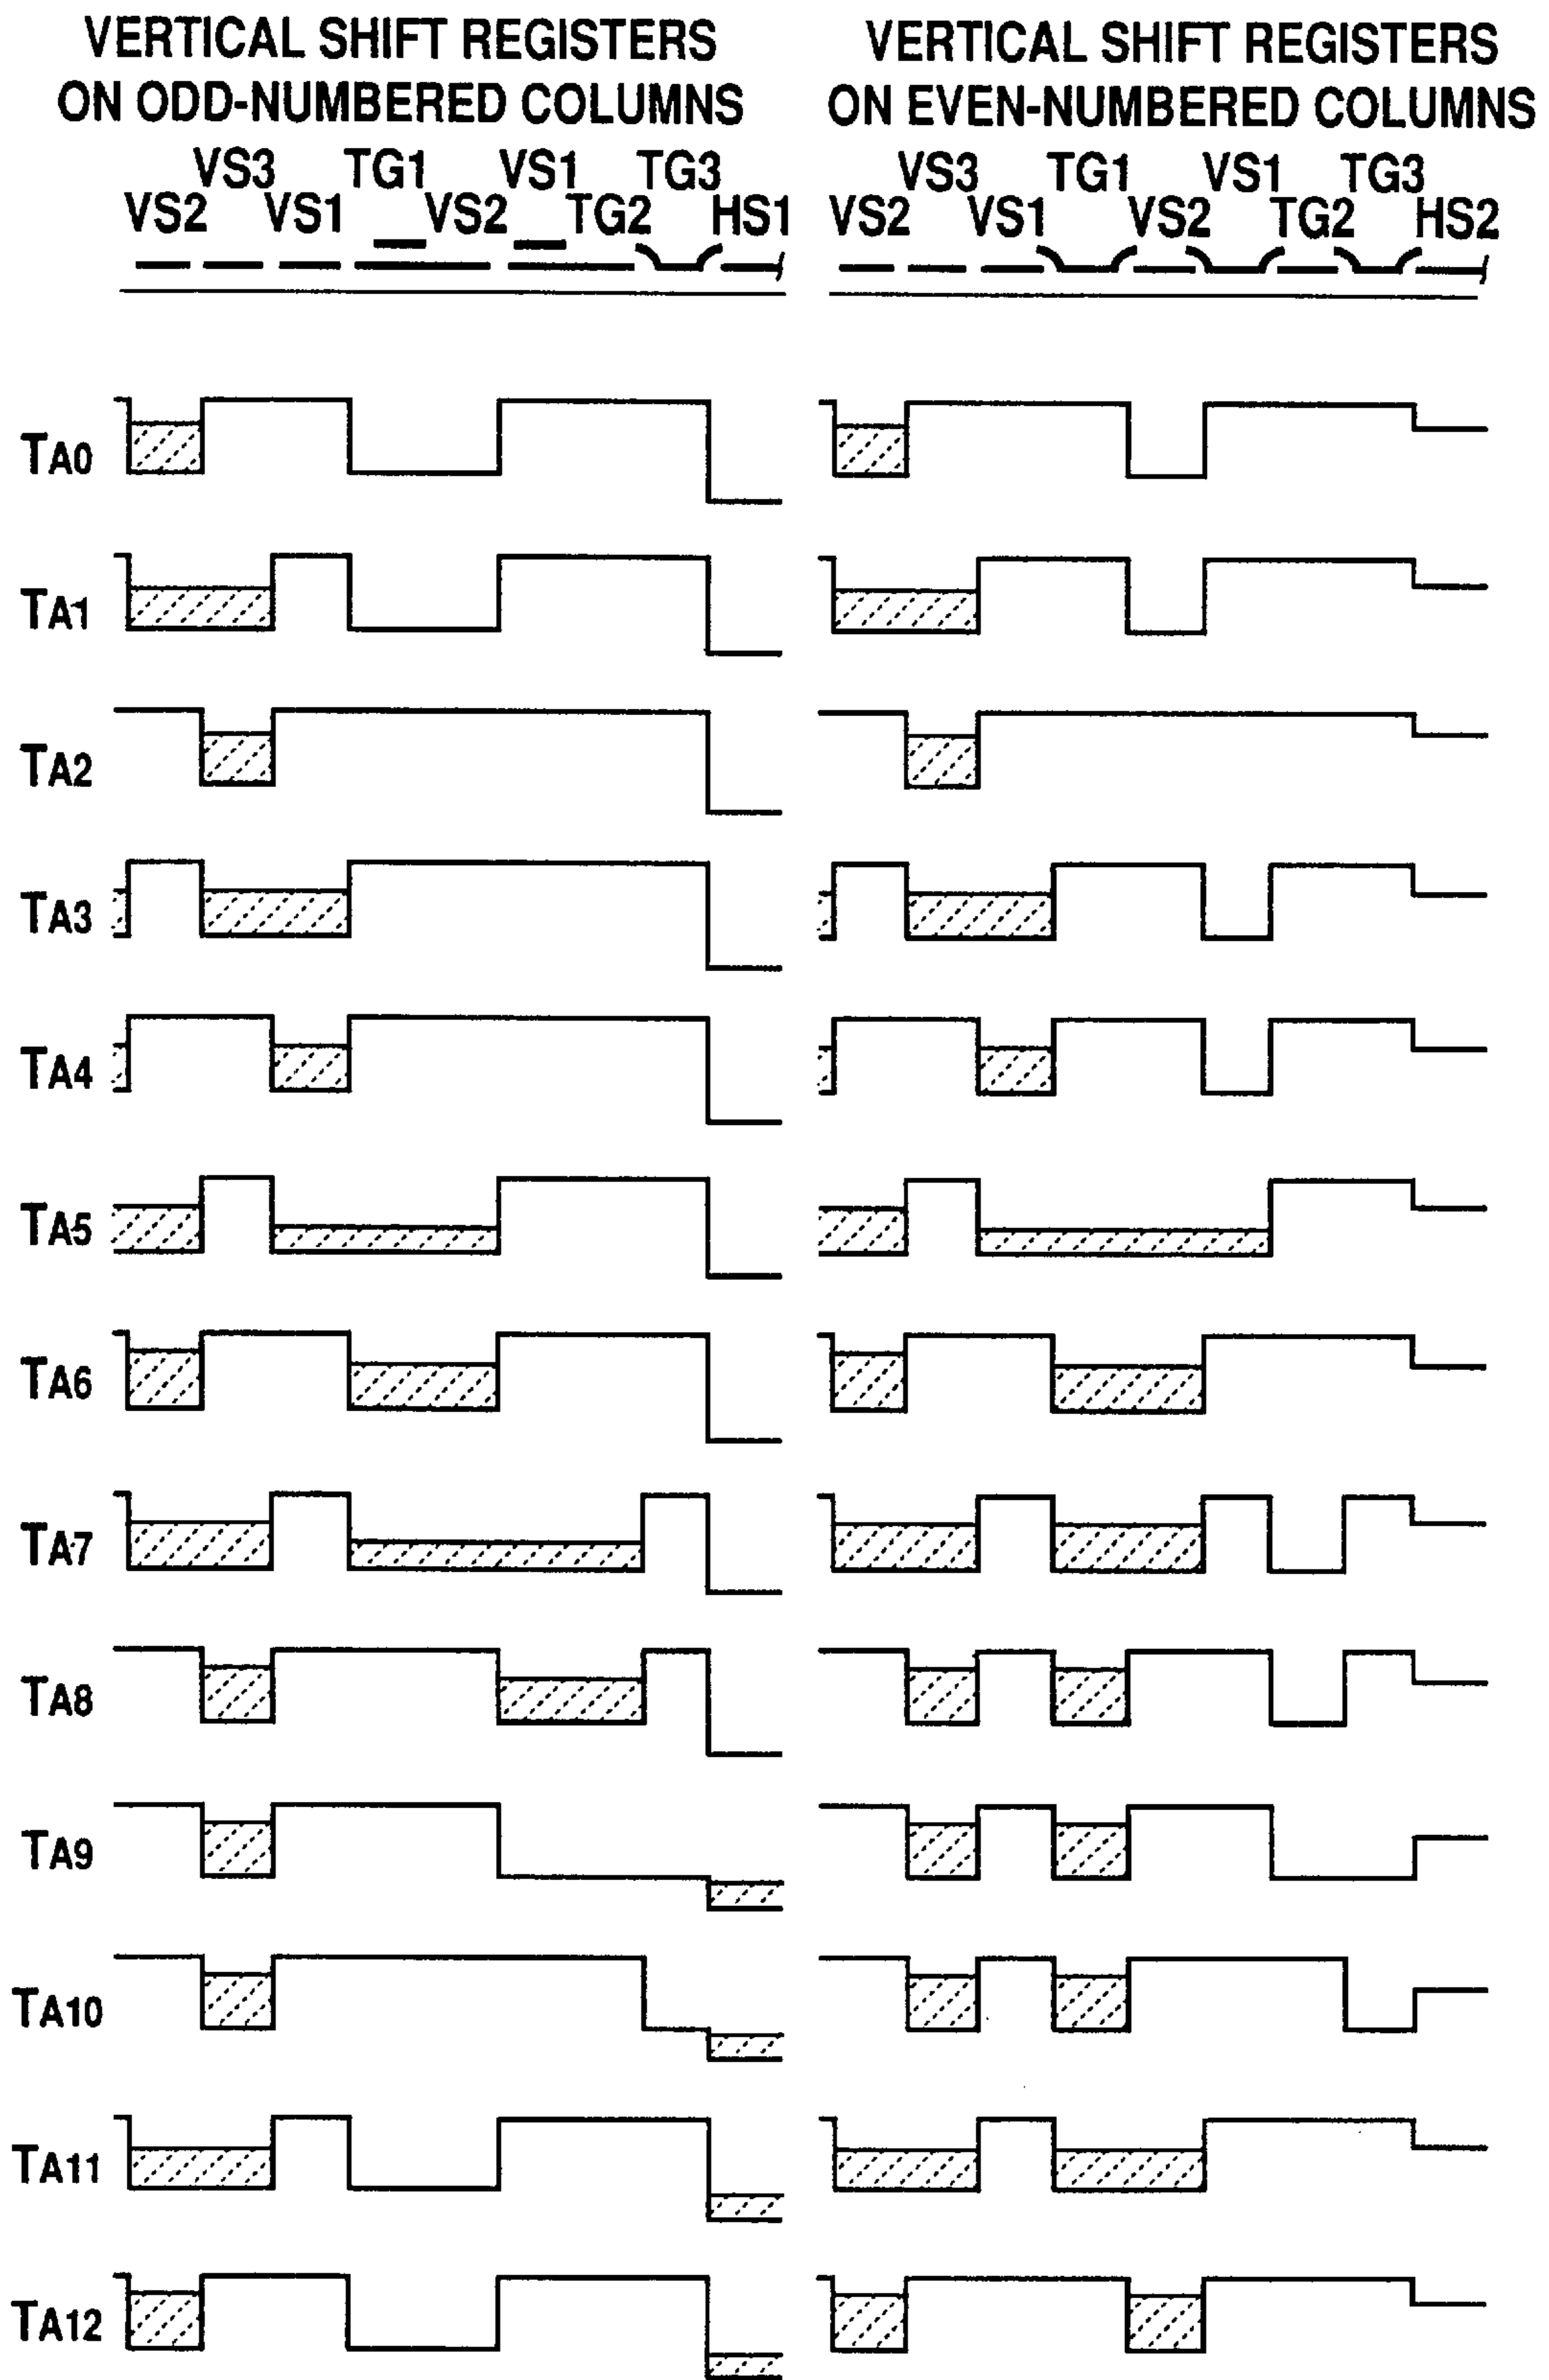 VERTICAL SHIFT REGISTERS
ON ODD-NUMBERED COLUMNS
VS3 TG1 VS1 TG3
VS2 VS1 VS2 TG2 HS1
VERTICAL SHIFT REGISTERS
ON EVEN-NUMBERED COLUMNS
VS3 TG1 VS1 TG3
VS2 VS1 VS2 TG2 HS2
TA0
TA1
TA2
TA3
TA4
TA5
TA6
TA7
TA8
TA9
TA10
TA11
TA12